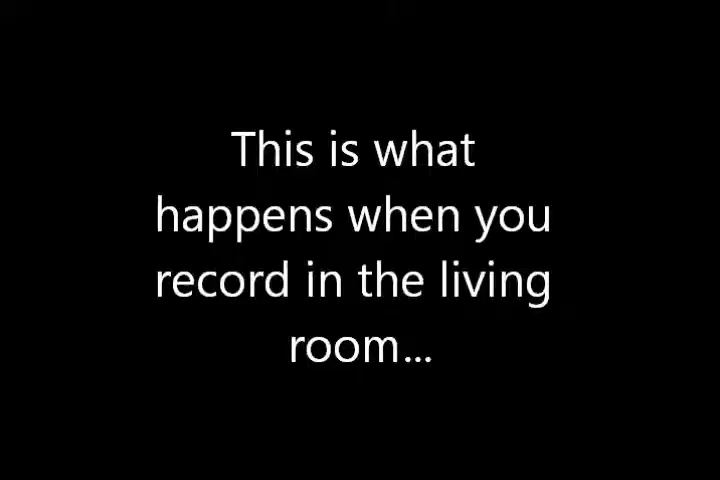 This is what
happens when you
record in the living
room...